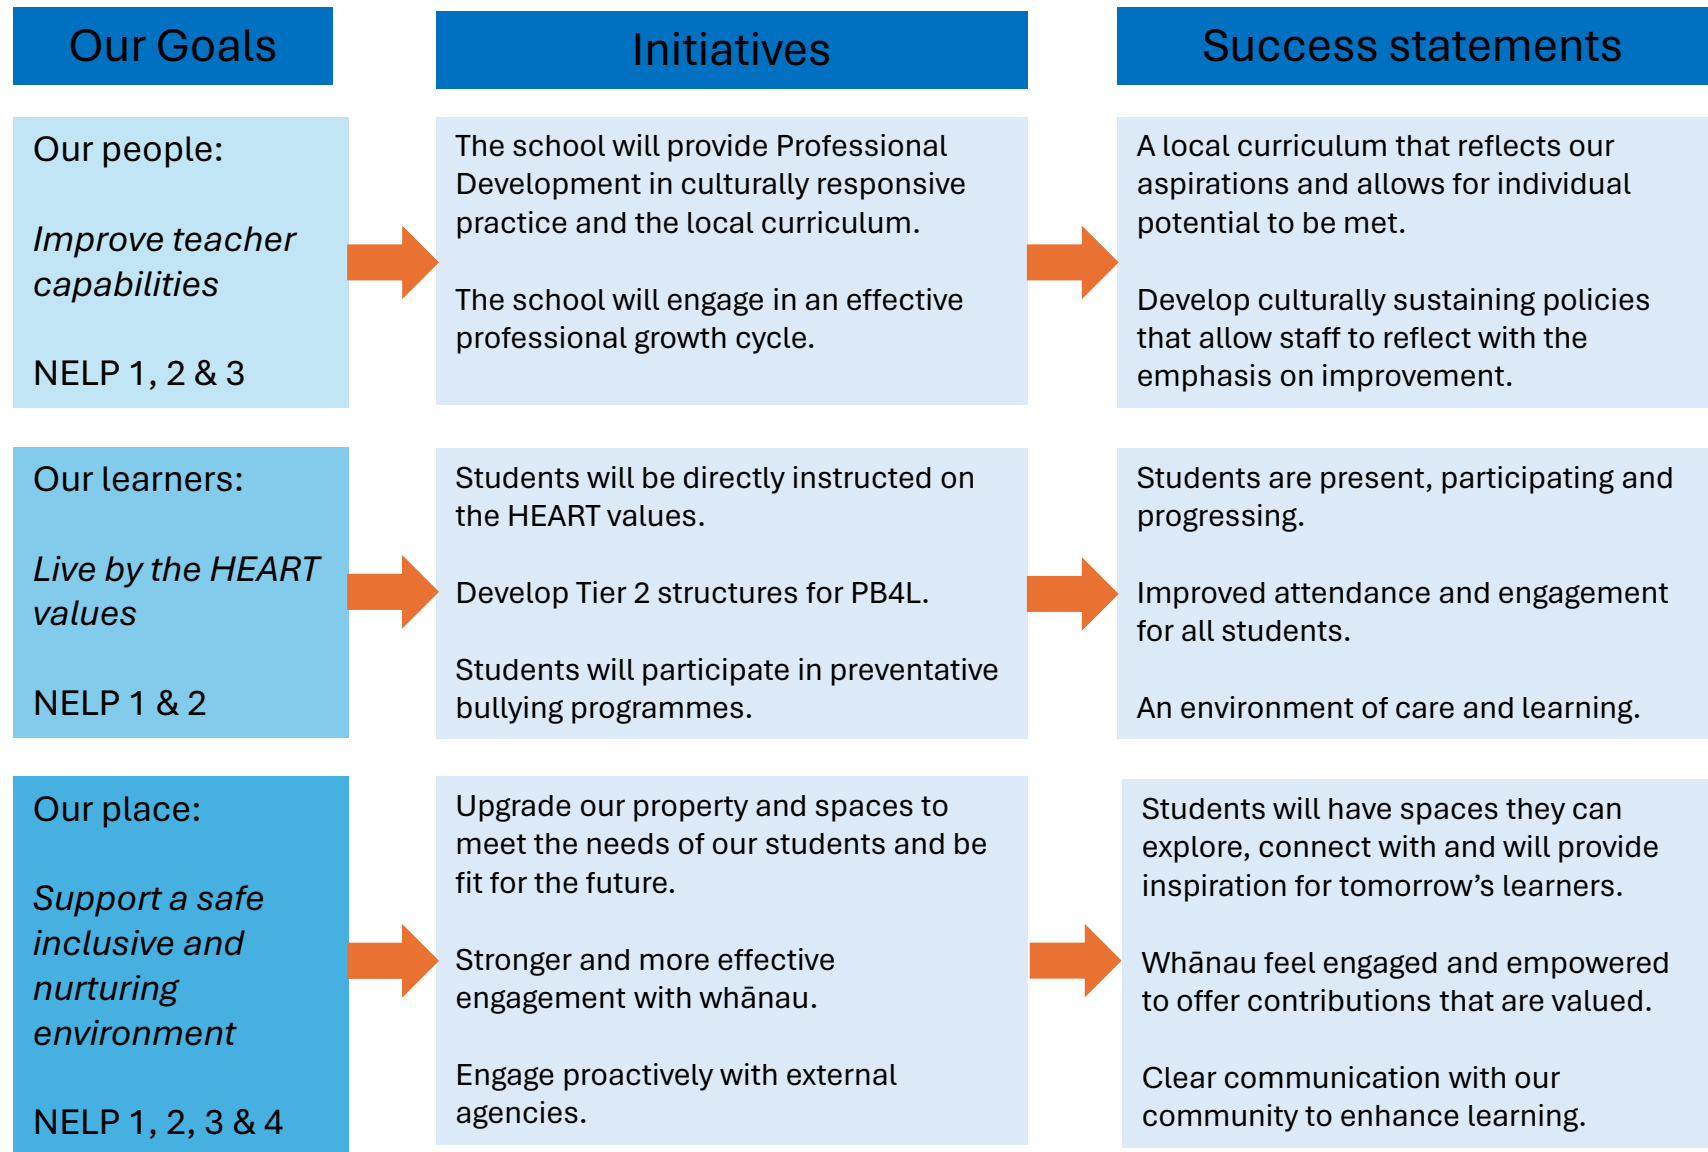 Our Goals
Initiatives
Success statements
Our people:
Improve teacher
capabilities
NELP 1, 2 & 3
The school will provide Professional
Development in culturally responsive
practice and the local curriculum.
The school will engage in an effective
professional growth cycle.
A local curriculum that reflects our
aspirations and allows for individual
potential to be met.
Develop culturally sustaining policies
that allow staff to reflect with the
emphasis on improvement.
Our learners:
Live by the HEART
values
NELP 1 & 2
Students will be directly instructed on
the HEART values.
Develop Tier 2 structures for PB4L.
Students will participate in preventative
bullying programmes.
Students are present, participating and
progressing.
Improved attendance and engagement
for all students.
An environment of care and learning.
Our place:
Support a safe
inclusive and
nurturing
environment
NELP 1, 2, 3 & 4
Upgrade our property and spaces to
meet the needs of our students and be
fit for the future.
Stronger and more effective
engagement with whānau.
Engage proactively with external
agencies.
Students will have spaces they can
explore, connect with and will provide
inspiration for tomorrow’s learners.
Whānau feel engaged and empowered
to offer contributions that are valued.
Clear communication with our
community to enhance learning.